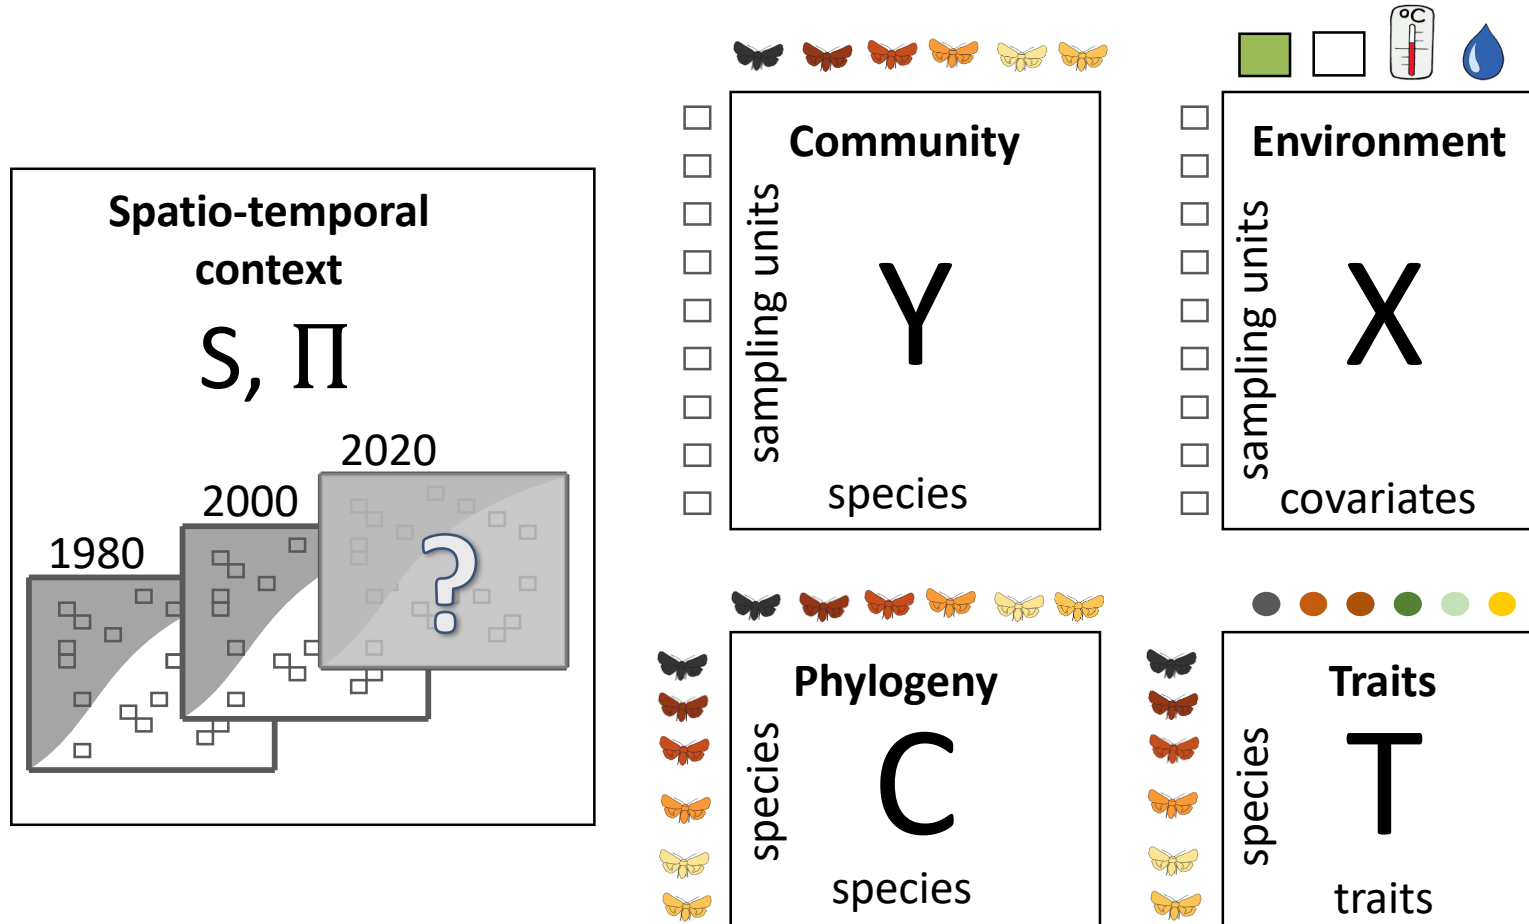 Spatio-temporal
context
S, Π
1980
2000
2020
?
Community
sampling units
Y
species
°C
Environment
sampling units
X
covariates
Phylogeny
species
C
species
Traits
species
T
traits